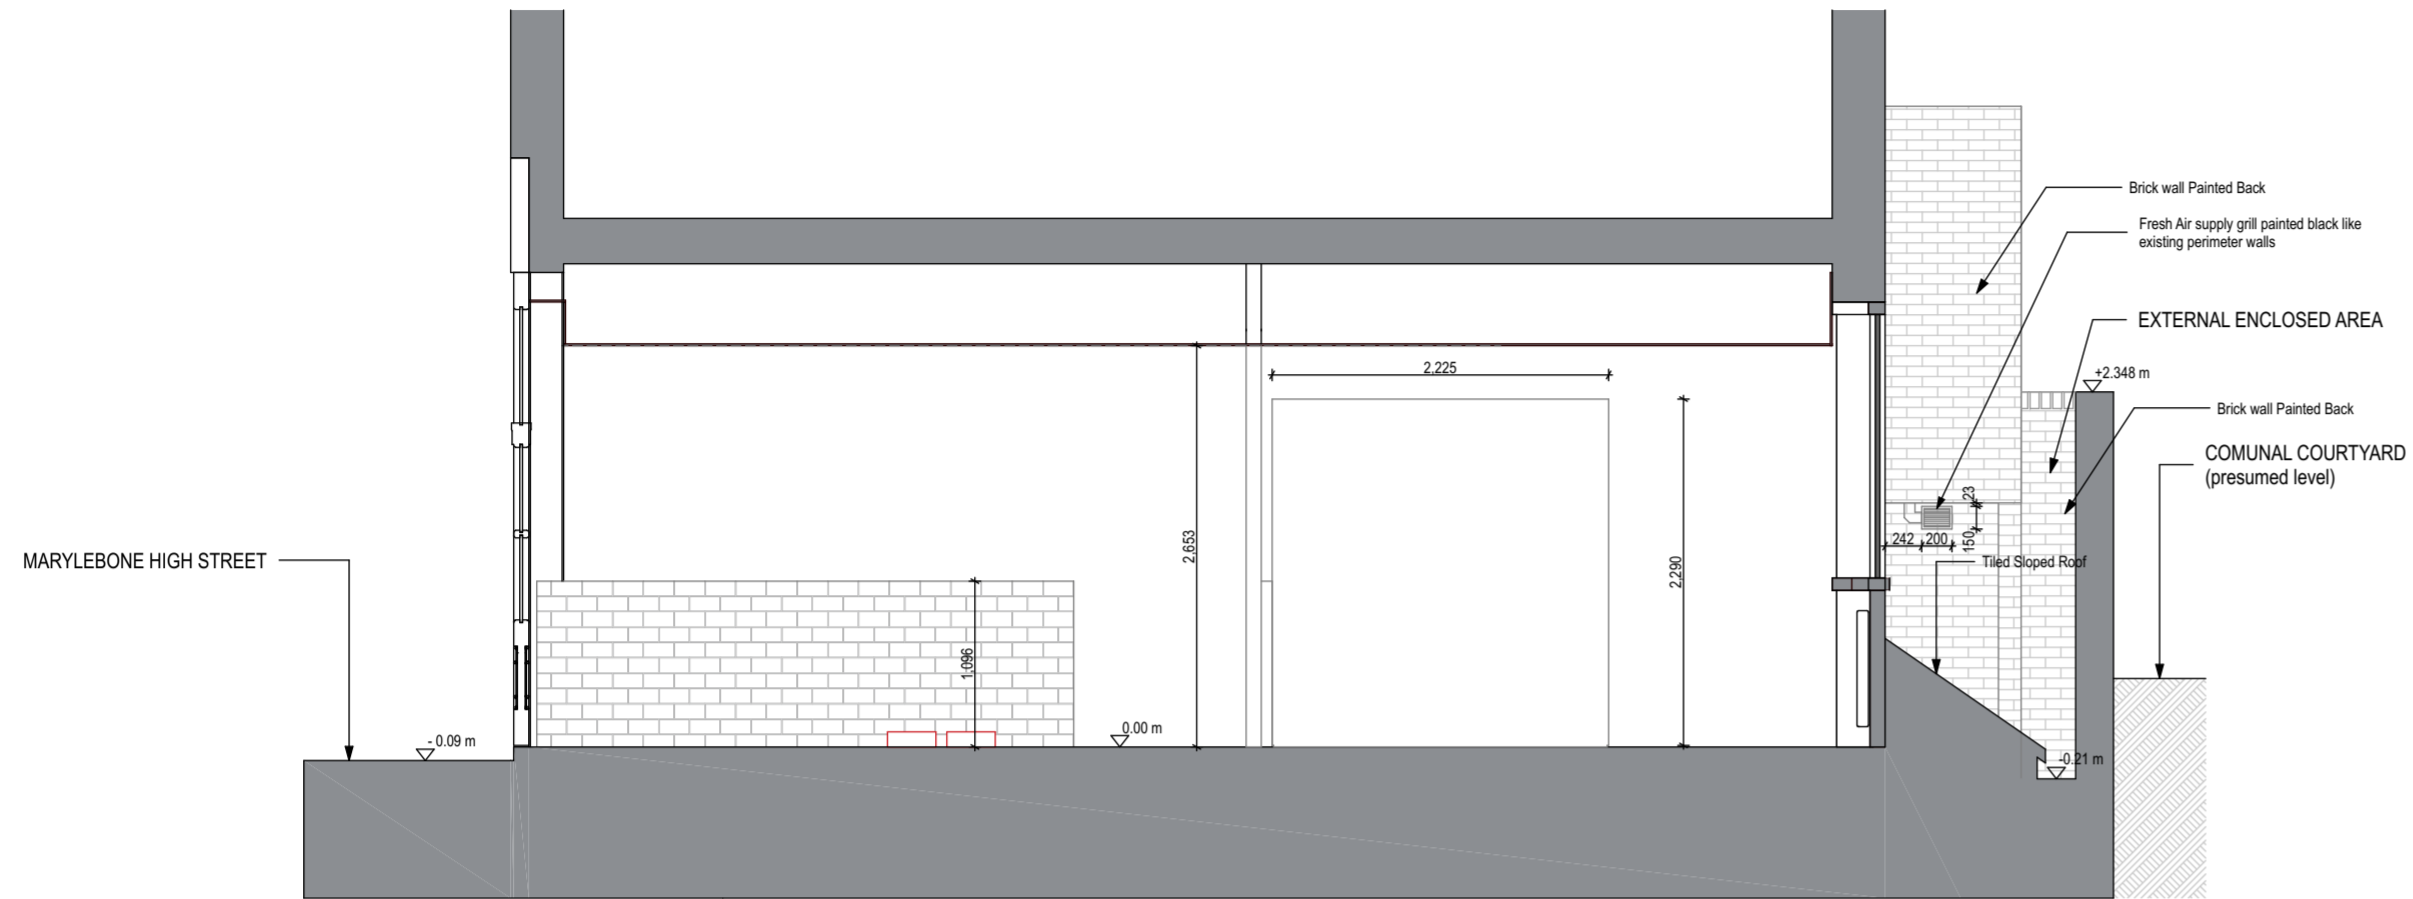 Brick wall Painted Back
Fresh Air supply grill painted black like
existing perimeter walls
EXTERNAL ENCLOSED AREA
+2.348 m
2,225
Brick wall Painted Back
COMUNAL COURTYARD
(presumed level)
23
242
200
150
2,653
2,290
MARYLEBONE HIGH STREET
Tiled Sloped Roof
1,096
- 0.09 m
0.00 m
-0.21 m